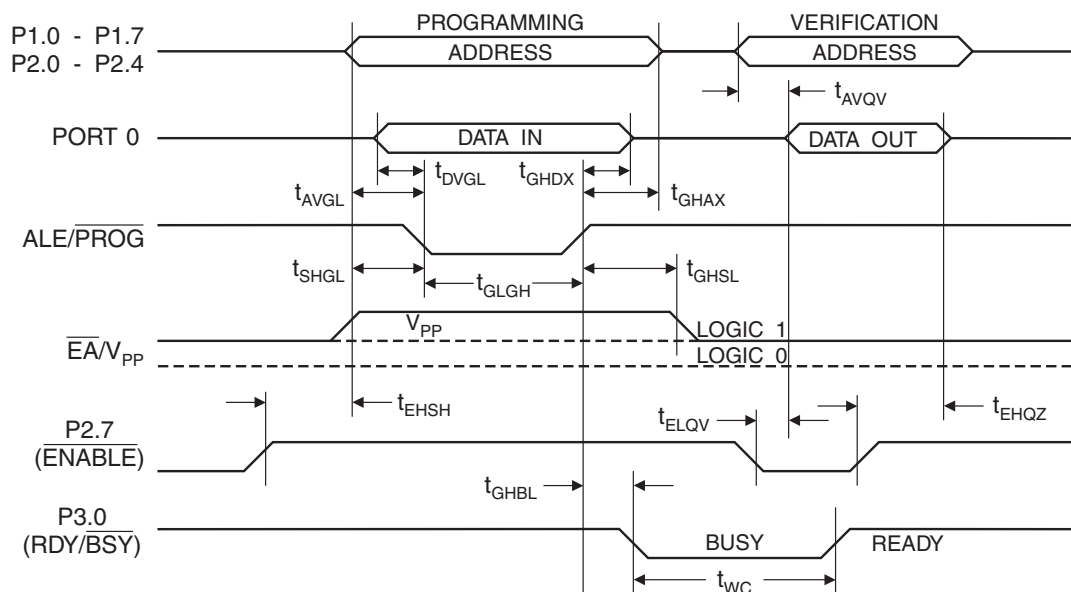 PROGRAMMING VERIFICATION
P1.0 - P1.7
P2.0 - P2.4
ADDRESS ADDRESS
tAVQV
PORT 0 DATA IN DATA OUT
tDVGL tGHDX
tAVGL tGHAX
ALE/PROG
tSHGL tGLGH tGHSL
VPP LOGIC 1
EA/VPP LOGIC 0
tEHSH tELQV tEHQZ
P2.7
(ENABLE)
tGHBL
P3.0
(RDY/BSY) BUSY READY
tWC